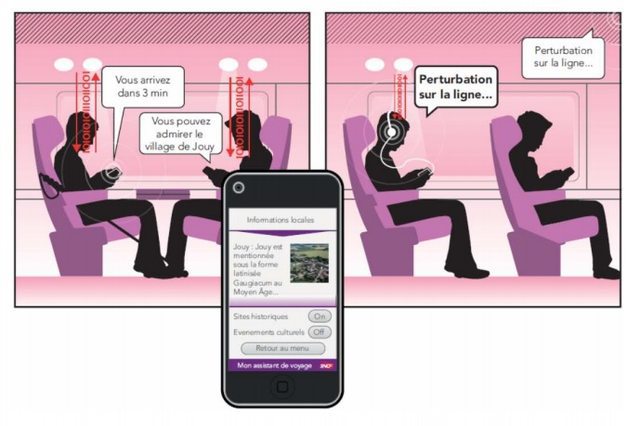 Vous arrivez
dans 3 min
Vous pouvez
admirer le
village de Jouy
Perturbation
sur la ligne...
Perturbation
sur la ligne...
Informations locales
Jouy : Jouy est
mentionnée
sous la forme
latinisée
Gaugiacum au
Moyen Âge...
Sites historiques On
Evenements culturels Off
Retour au menu
Mon assistant de voyage SNCF